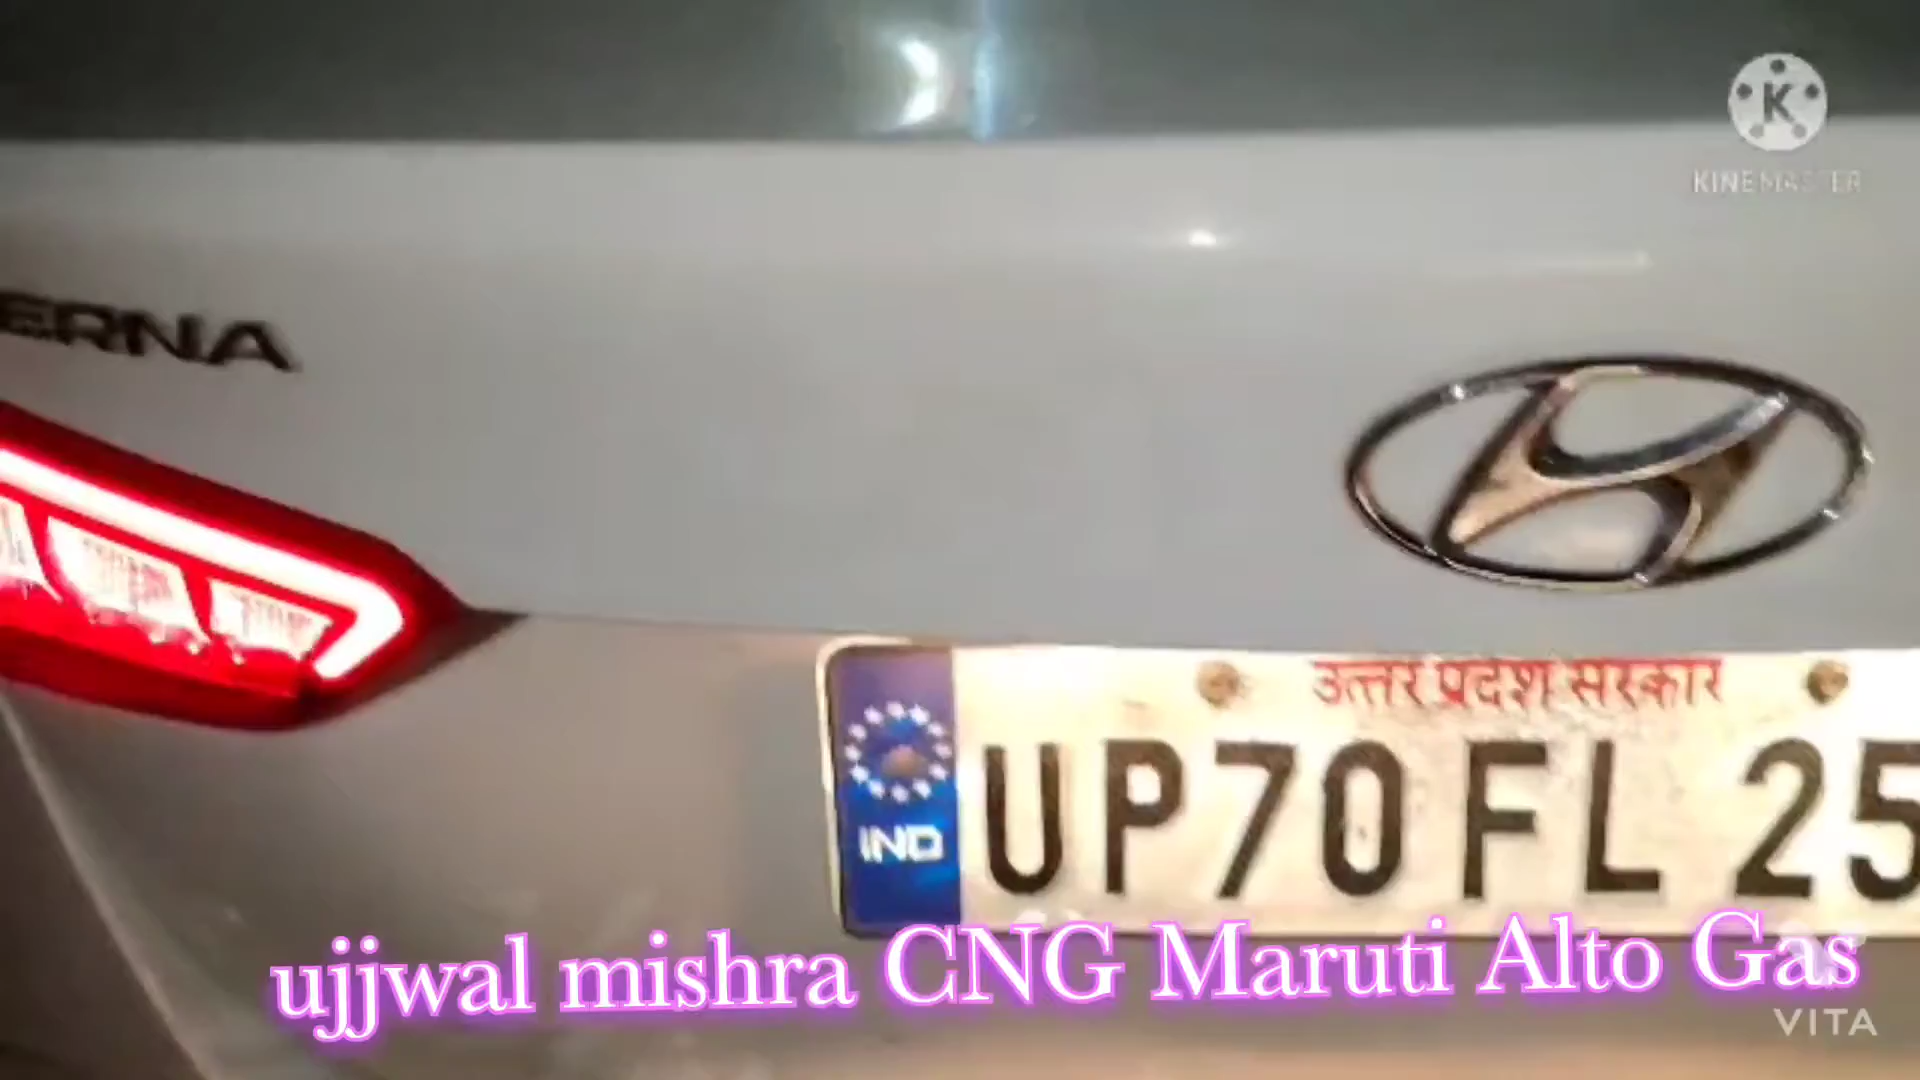 K
KINEMASTER
ERNA
उत्तर प्रदेश सरकार
IND
UP70 FL 25
ujjwal mishra CNG Maruti Alto Gas
VITA